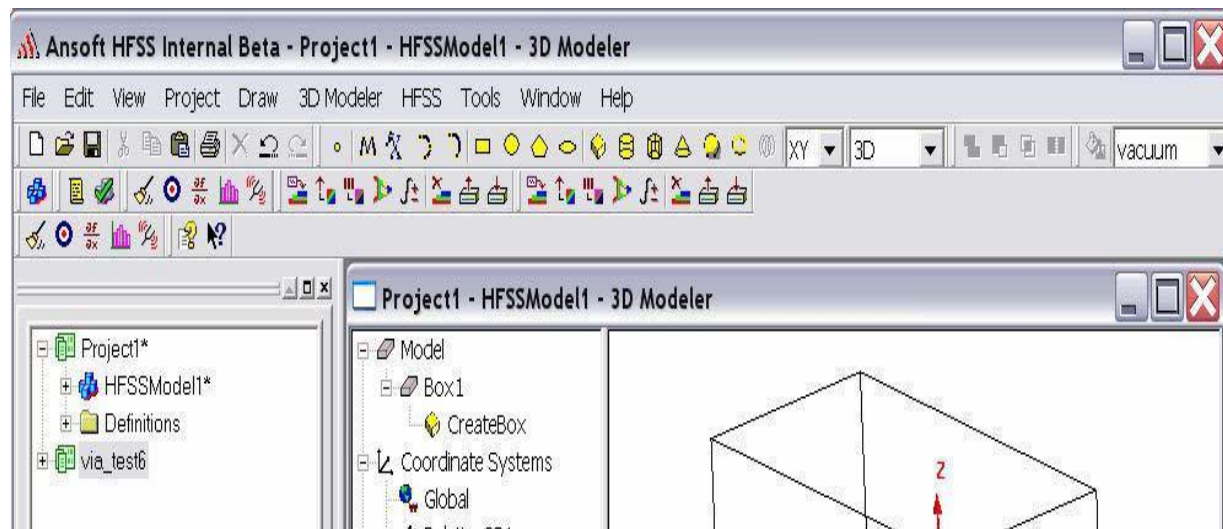 Ansoft HFSS Internal Beta - Project1 - HFSSModel1 - 3D Modeler
File Edit View Project Draw 3D Modeler HFSS Tools Window Help
XY 3D vacuum
Project1*
HFSSModel1*
Definitions
via_test6
Project1 - HFSSModel1 - 3D Modeler
Model
Box1
CreateBox
Coordinate Systems
Global
Z